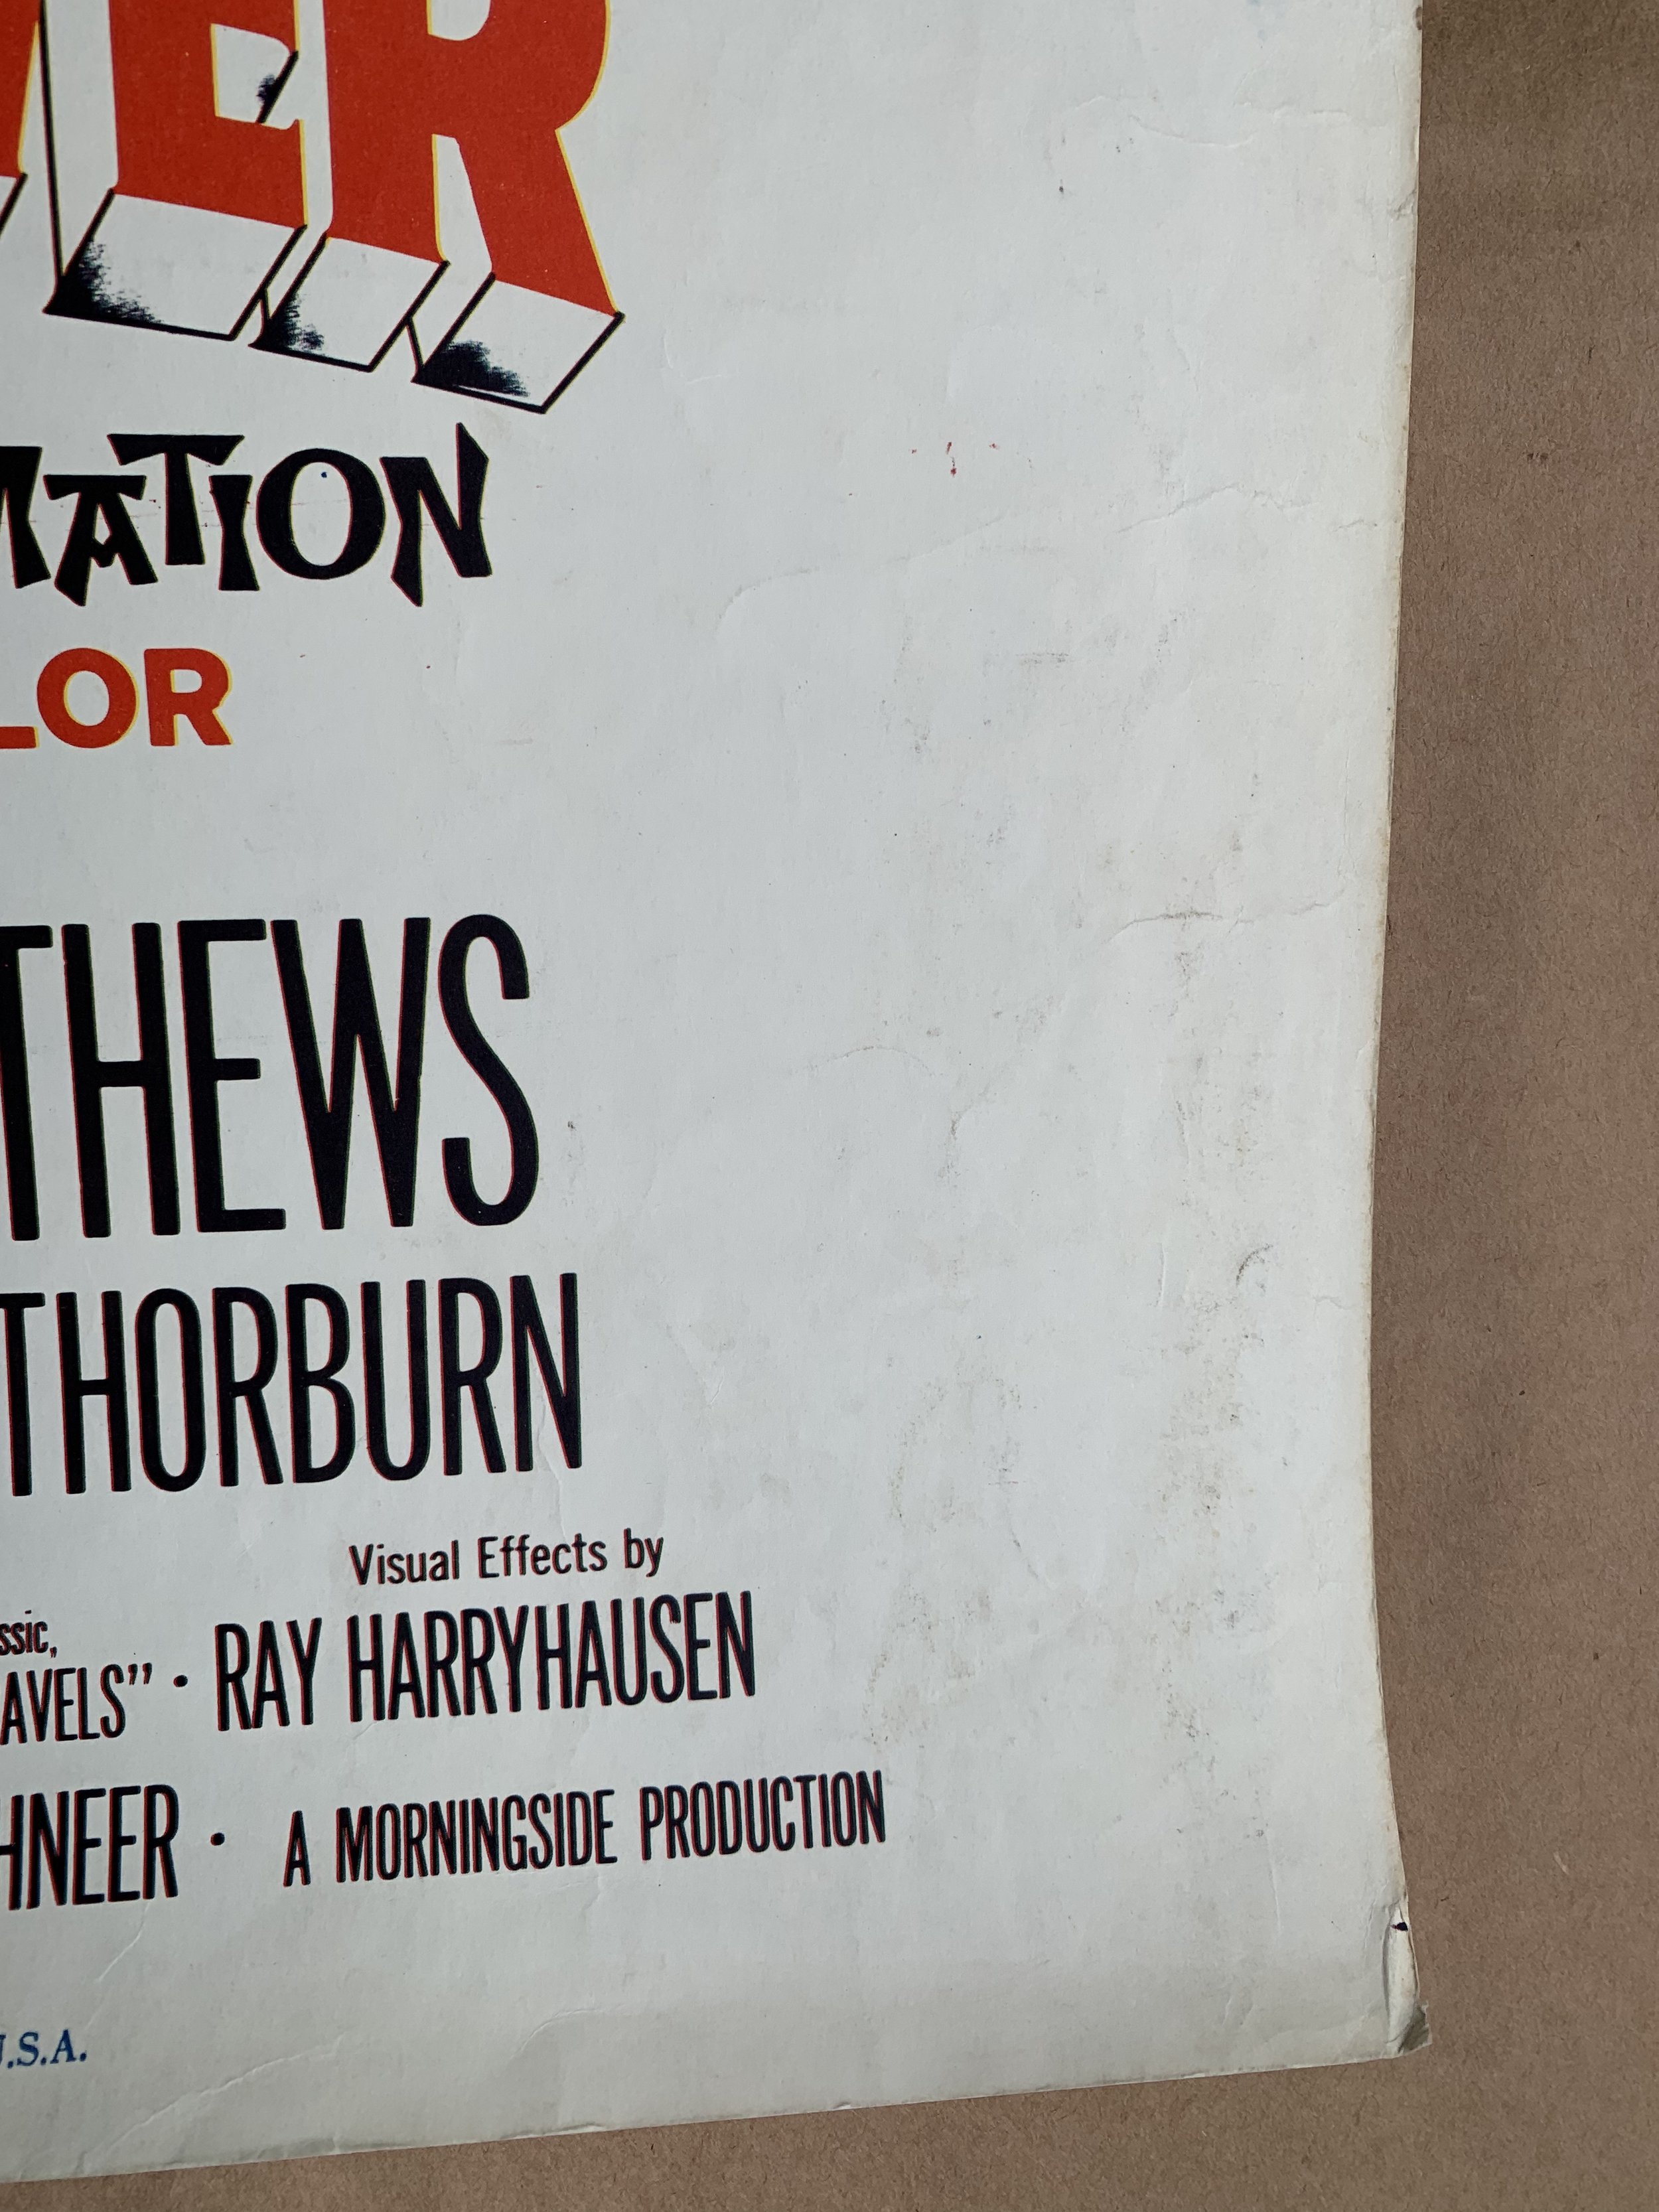 ER
MATION
LOR
THEWS
THORBURN
Visual Effects by
ssic,
AVELS" · RAY HARRYHAUSEN
HNEER · A MORNINGSIDE PRODUCTION
U.S.A.